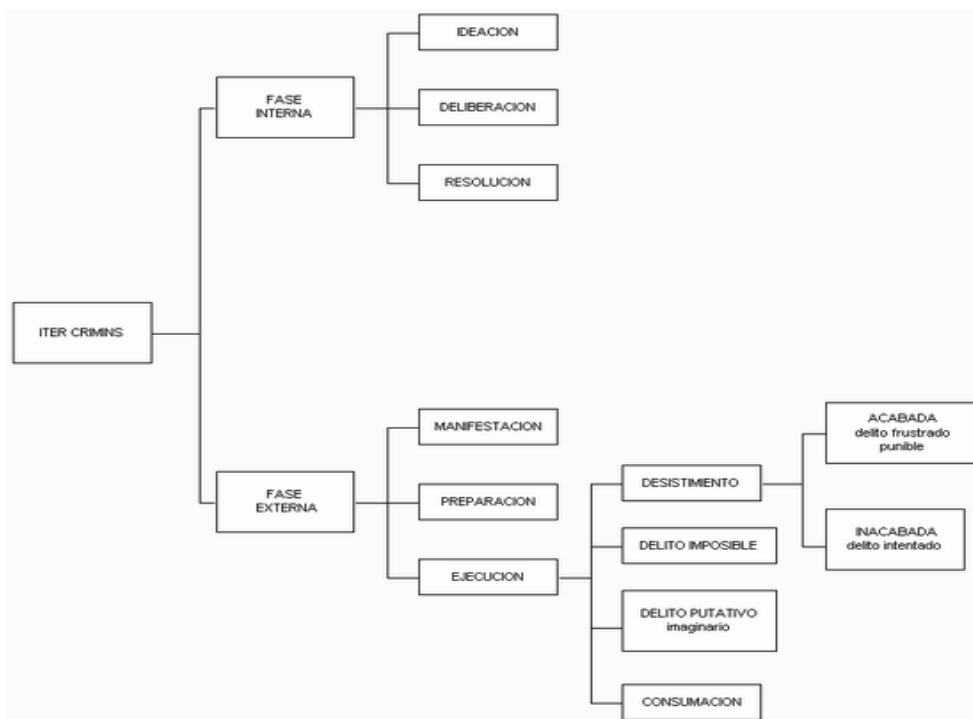 ITER CRIMINS
FASE
INTERNA
IDEACION
DELIBERACION
RESOLUCION
FASE
EXTERNA
MANIFESTACION
PREPARACION
EJECUCION
DESISTIMIENTO
ACABADA
delito frustrado
punible
INACABADA
delito intentado
DELITO IMPOSIBLE
DELITO PUTATIVO
imaginario
CONSUMACION